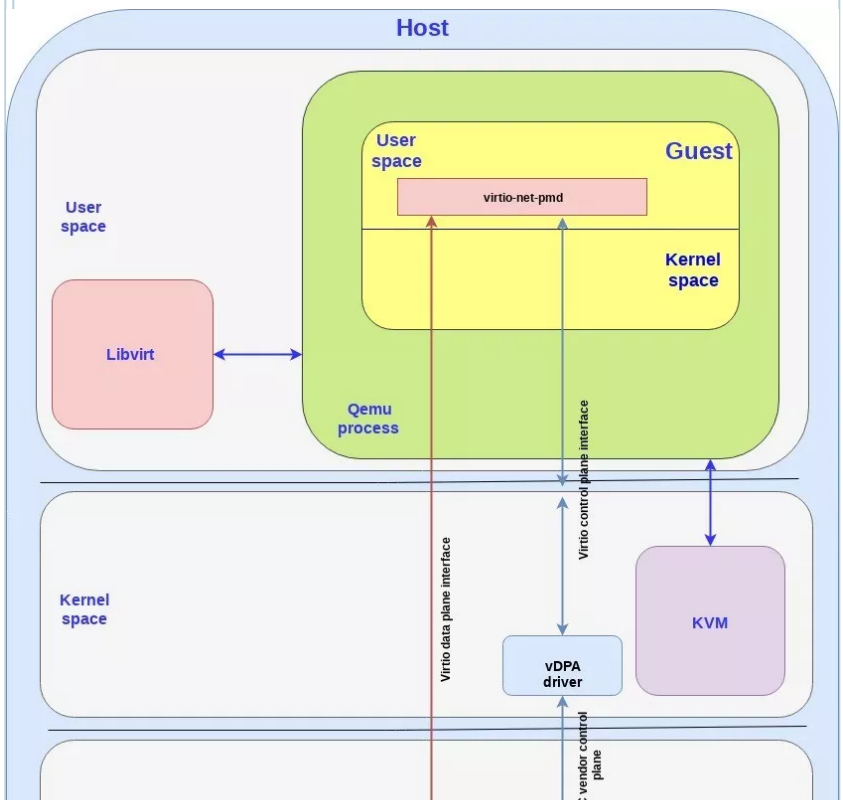 Host
User
space
Guest
virtio-net-pmd
User
space
Kernel
space
Libvirt
Qemu
process
Virtio control plane interface
Virtio data plane interface
Kernel
space
KVM
vDPA
driver
vendor control
plane